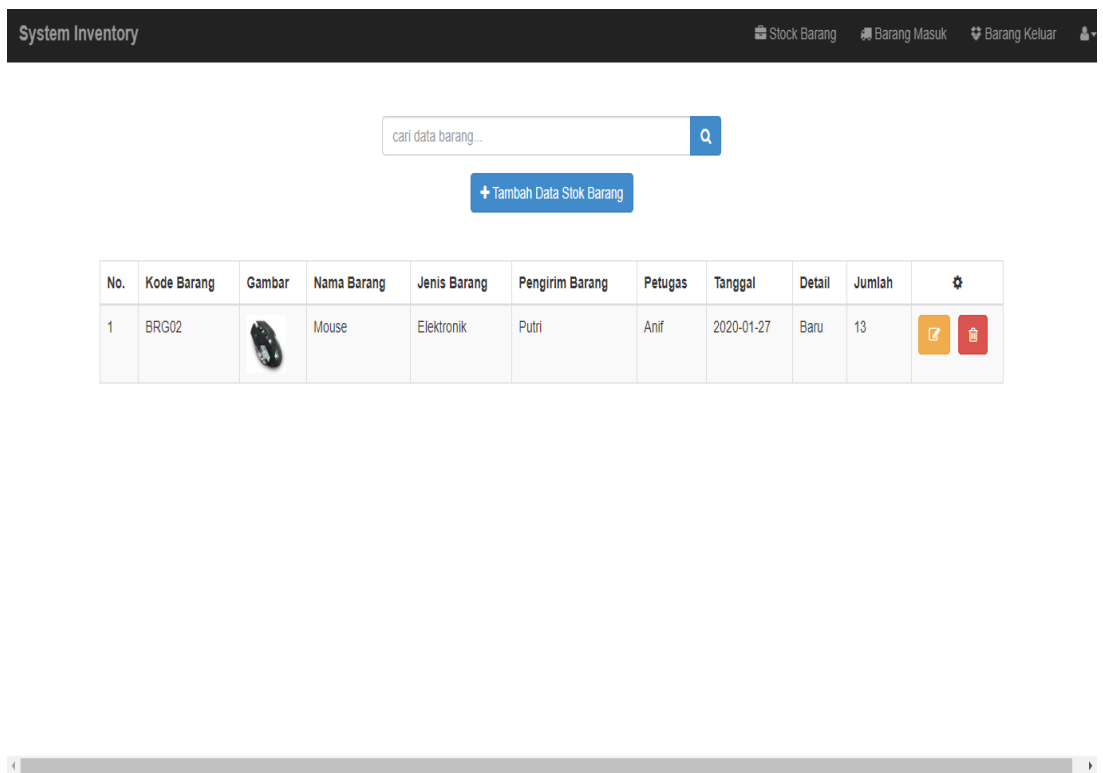 System Inventory Stock Barang Barang Masuk Barang Keluar
cari data barang...
Tambah Data Stok Barang
No. Kode Barang Gambar Nama Barang Jenis Barang Pengirim Barang Petugas Tanggal Detail Jumlah
1 BRG02 Mouse Elektronik Putri Anif 2020-01-27 Baru 13